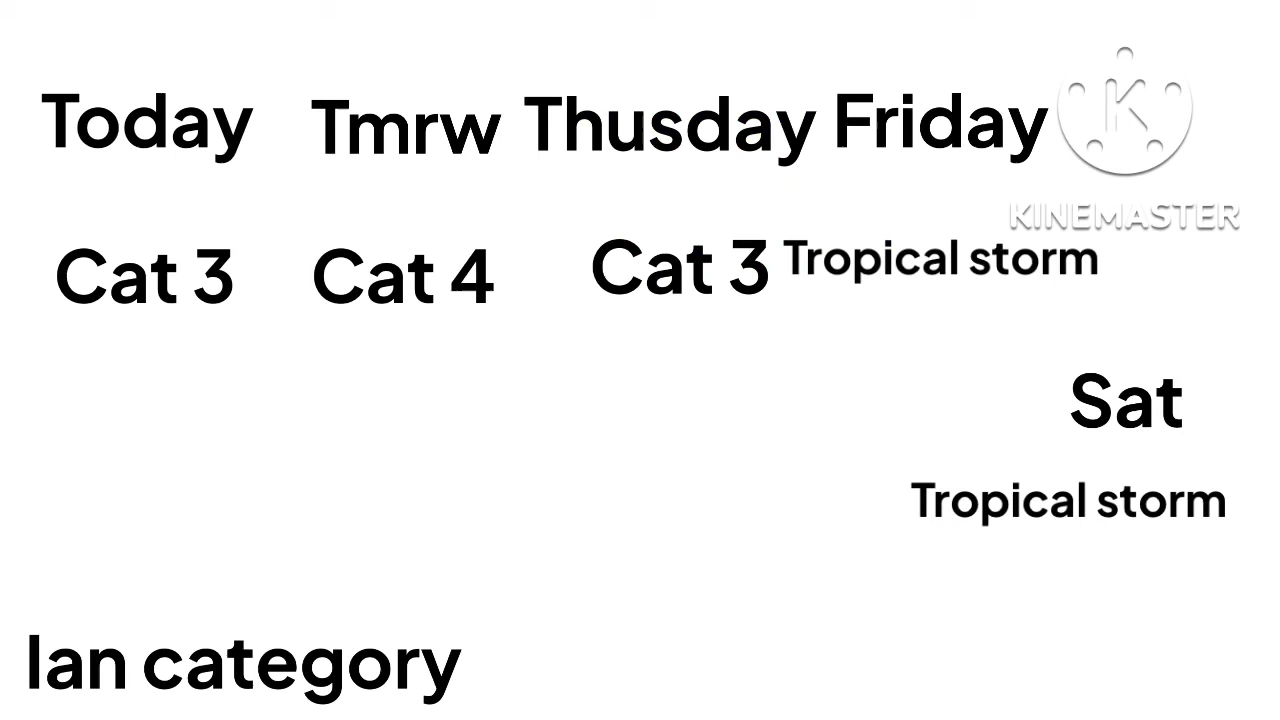 Today Tmrw Thusday Friday
KINEMASTER
Cat 3 Cat 4 Cat 3 Tropical storm
Sat
Tropical storm
Ian category